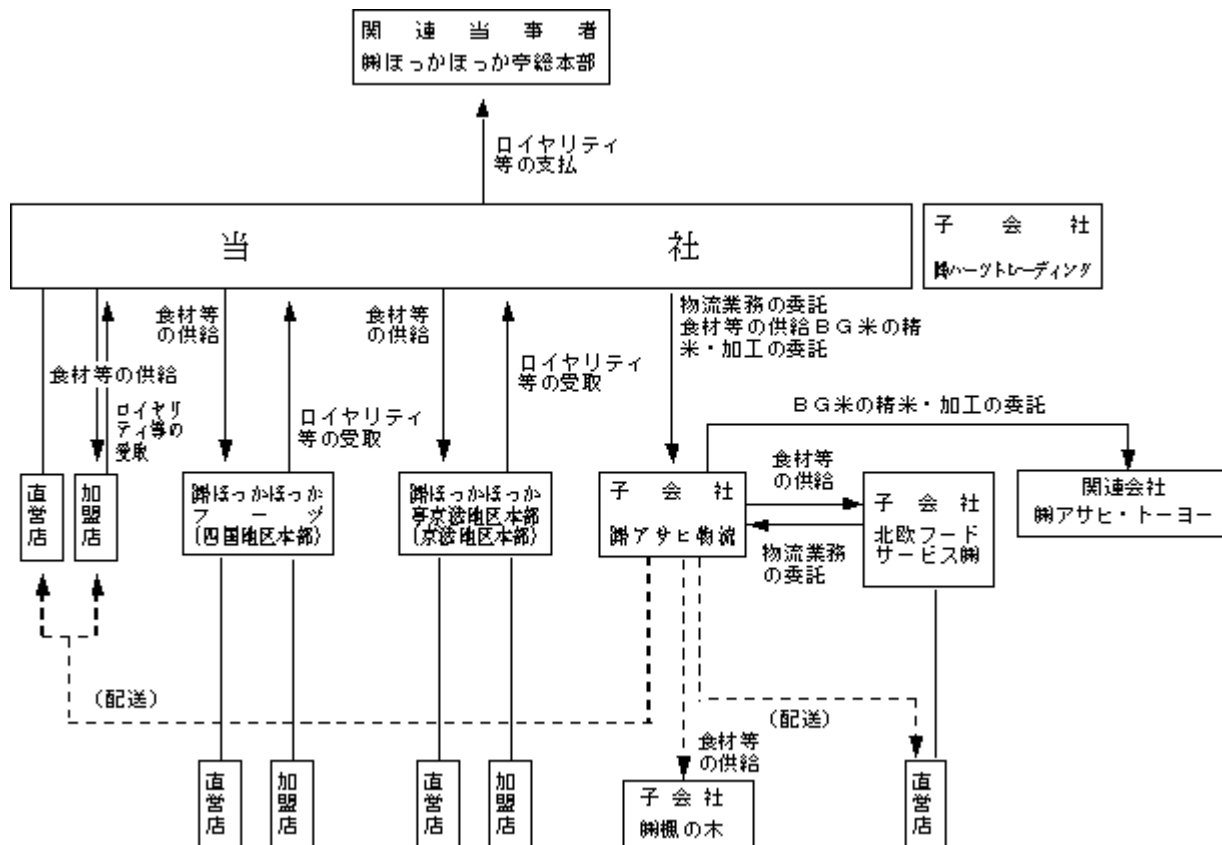 関連当事者
㈱ほっかほっか亭総本部
ロイヤリティ
等の支払
当社
子会社
㈱ハーツトレーディング
食材等の供給
ロイヤリ
ティ等の
受取
食材等
の供給
ロイヤリティ
等の受取
食材等
の供給
ロイヤリティ
等の受取
物流業務の委託
食材等の供給BG米の精
米・加工の委託
BG米の精米・加工の委託
直営店
加盟店
㈱ほっかほっか
フーヅ
(四国地区本部)
㈱ほっかほっか
亭京滋地区本部
(京滋地区本部)
子会社
㈱アサヒ物流
食材等
の供給
物流業務
の委託
子会社
北欧フード
サービス㈱
関連会社
㈱アサヒ・トーヨー
(配送)
(配送)
食材等
の供給
直営店
加盟店
直営店
加盟店
子会社
㈱楓の木
直営店